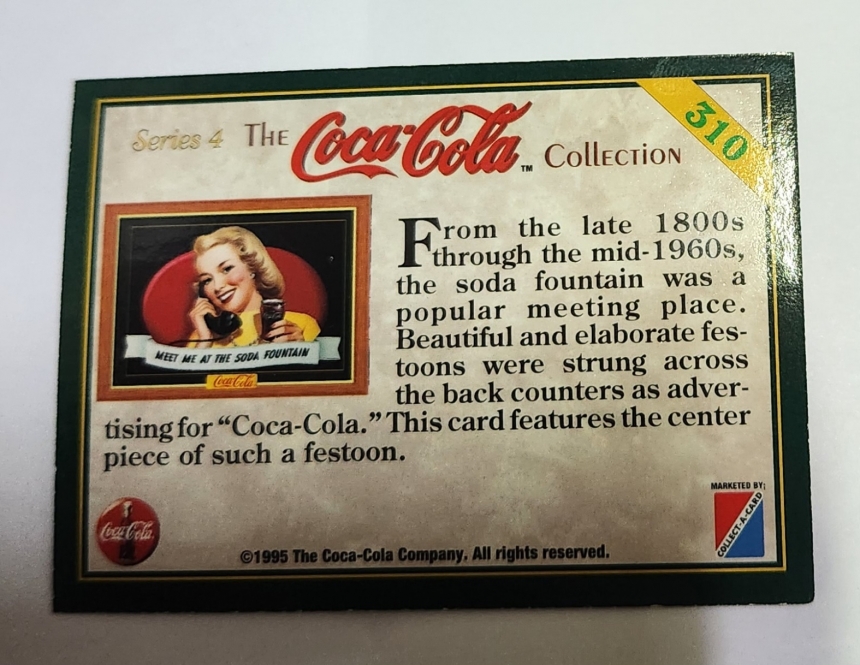 Series 4 The Coca-Cola™ Collection
310
From the late 1800s
through the mid-1960s,
the soda fountain was a
popular meeting place.
Beautiful and elaborate fes-
toons were strung across
the back counters as adver-
tising for “Coca-Cola.” This card features the center
piece of such a festoon.
MEET ME AT THE SODA FOUNTAIN
Coca-Cola
MARKETED BY:
COLLECT-A-CARD
Coca-Cola
©1995 The Coca-Cola Company. All rights reserved.